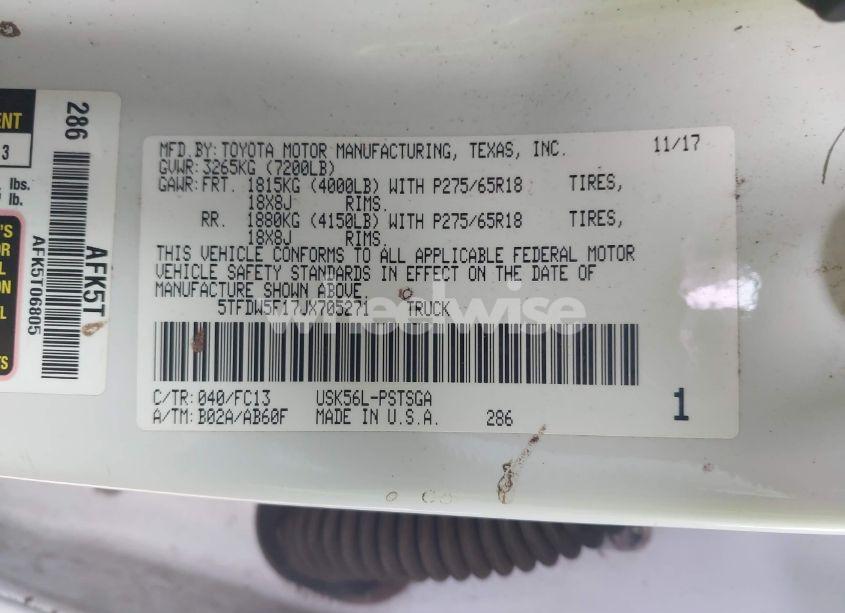 MFD.BY:TOYOTA MOTOR MANUFACTURING, TEXAS, INC. 11/17
GVWR:3265KG (7200LB)
GAWR:FRT. 1815KG (4000LB) WITH P275/65R18 TIRES,
18X8J RIMS.
RR. 1880KG (4150LB) WITH P275/65R18 TIRES,
18X8J RIMS.
THIS VEHICLE CONFORMS TO ALL APPLICABLE FEDERAL MOTOR
VEHICLE SAFETY STANDARDS IN EFFECT ON THE DATE OF
MANUFACTURE SHOWN ABOVE.
5TFDW5F17JX705271 TRUCK
C/TR:040/FC13 USK56L-PSTSGA
A/TM:B02A/AB60F MADE IN U.S.A. 286
1
286
AFK5T
AFK5T06805
3
lbs.
lb.
wheelwise